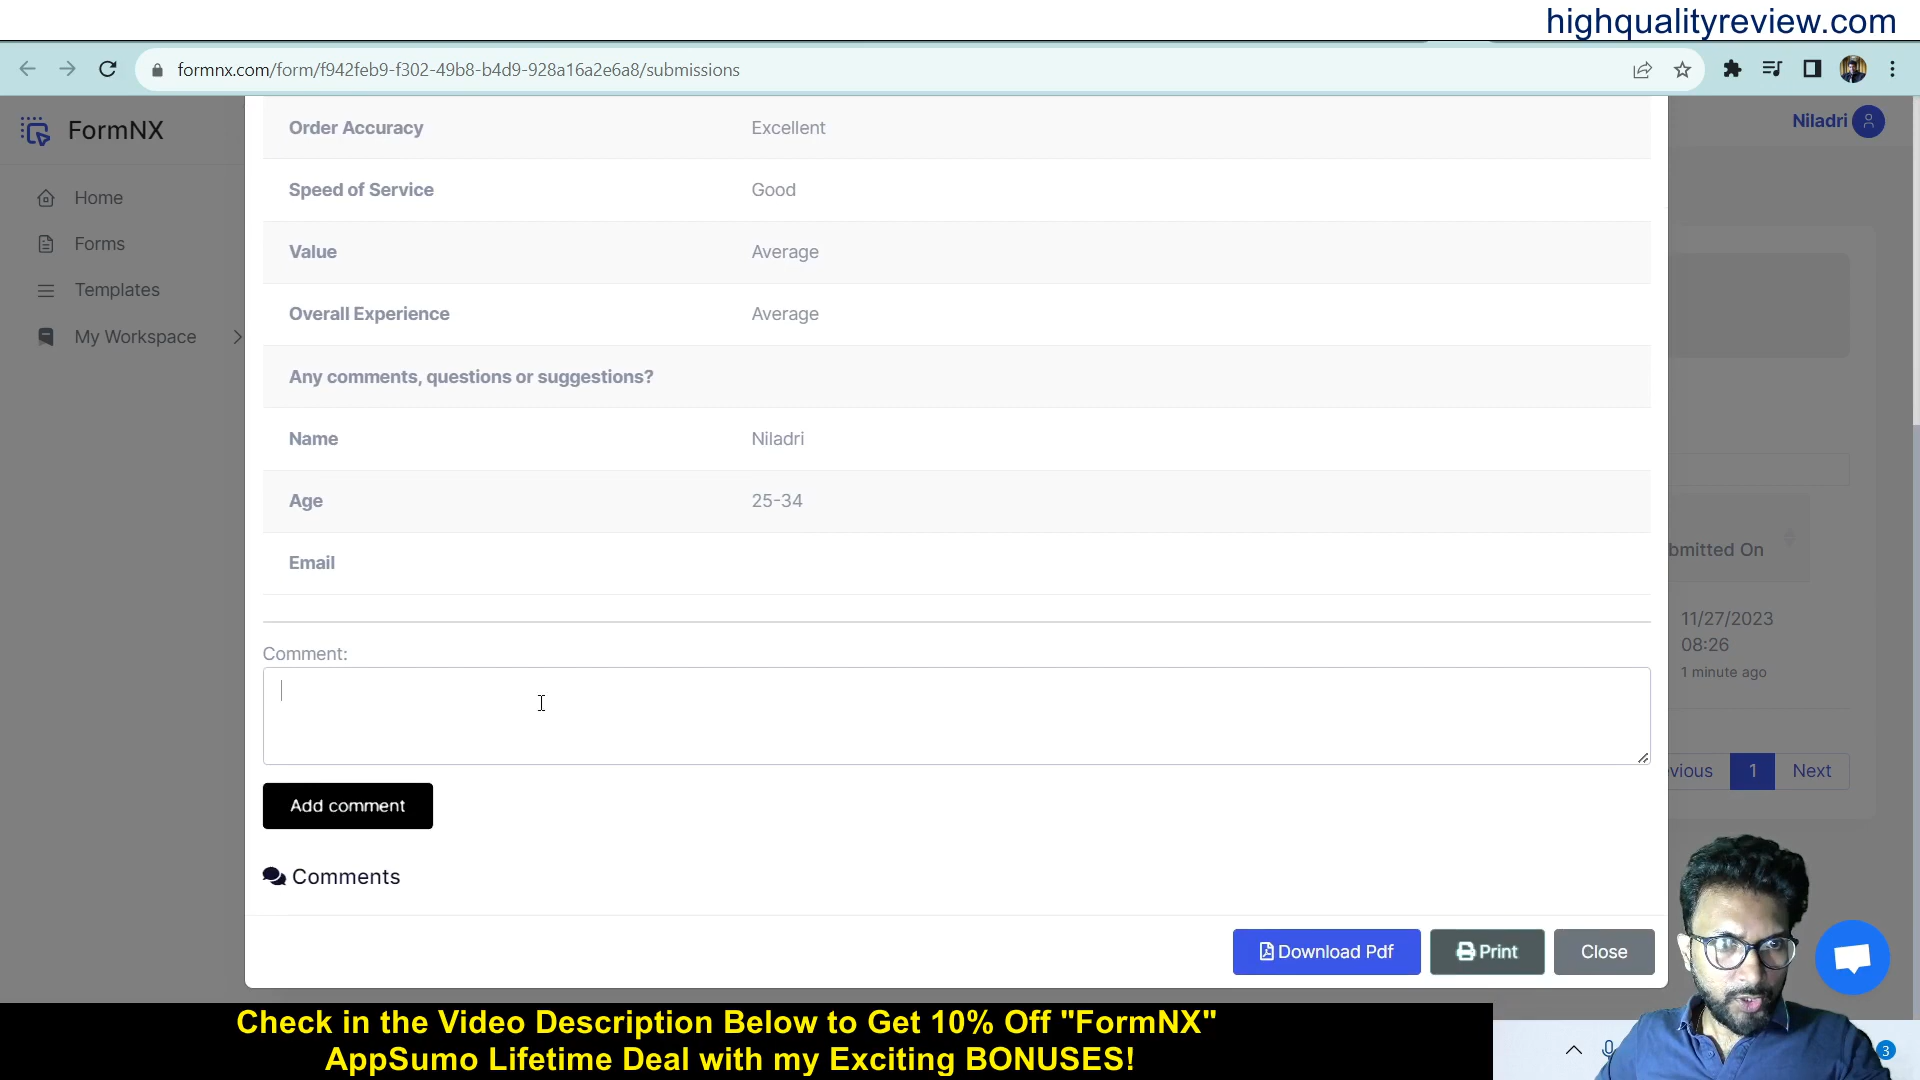 highqualityreview.com
formnx.com/form/f942feb9-f302-49b8-b4d9-928a16a2e6a8/submissions
FormNX
Niladri
Home
Forms
Templates
My Workspace
Order Accuracy Excellent
Speed of Service Good
Value Average
Overall Experience Average
Any comments, questions or suggestions?
Name Niladri
Age 25-34
Email
bmitted On
11/27/2023
08:26
1 minute ago
Comment:
vious 1 Next
Add comment
Comments
Download Pdf Print Close
Check in the Video Description Below to Get 10% Off "FormNX"
AppSumo Lifetime Deal with my Exciting BONUSES!
3